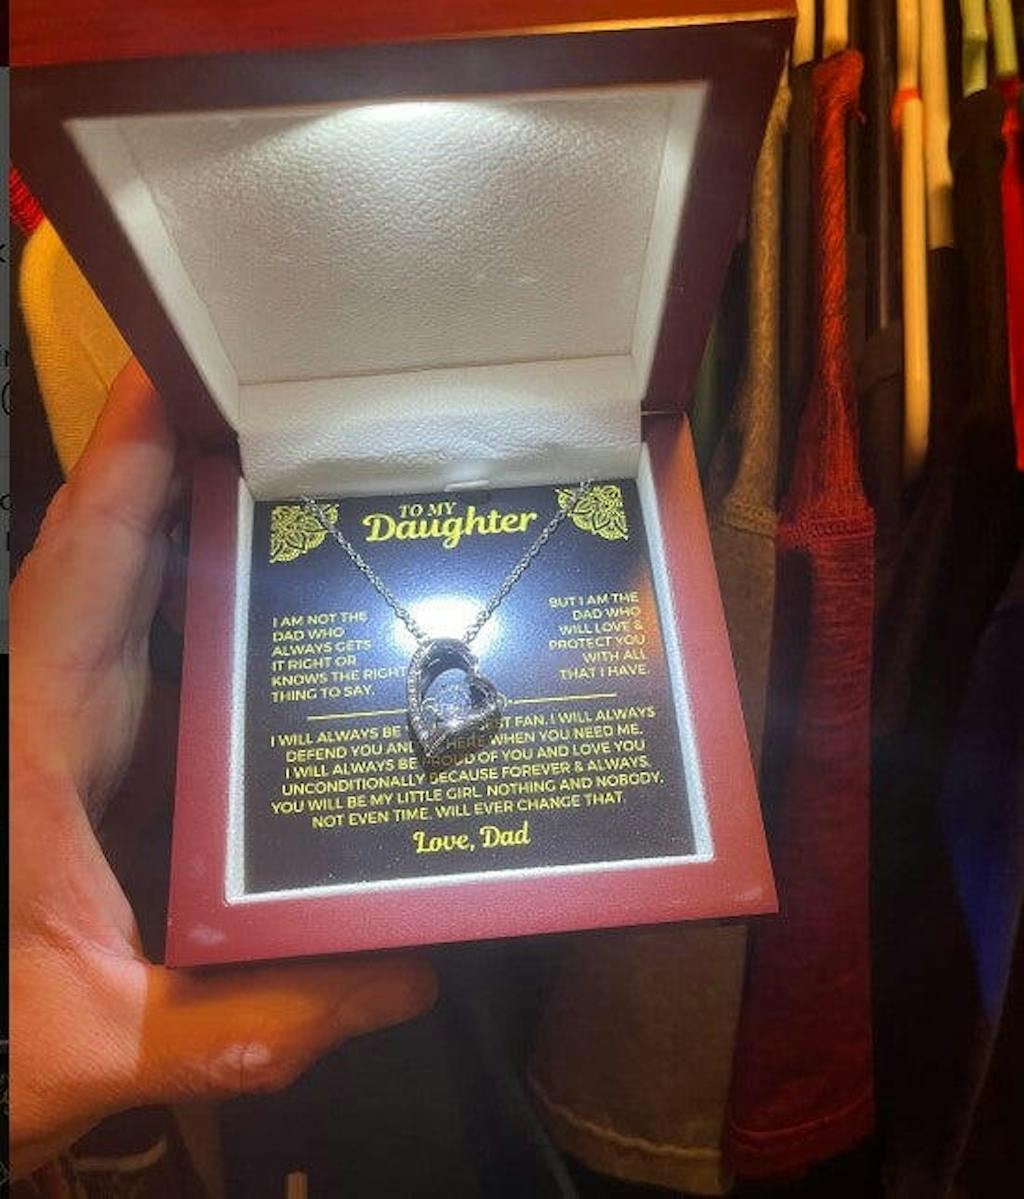 TO MY
Daughter
I AM NOT THE
DAD WHO
ALWAYS GETS
IT RIGHT OR
KNOWS THE RIGHT
THING TO SAY.
BUT I AM THE
DAD WHO
WILL LOVE &
PROTECT YOU
WITH ALL
THAT I HAVE.
I WILL ALWAYS BE FAN. I WILL ALWAYS
DEFEND YOU AND HERE WHEN YOU NEED ME.
I WILL ALWAYS BE PROUD OF YOU AND LOVE YOU
UNCONDITIONALLY BECAUSE FOREVER & ALWAYS,
YOU WILL BE MY LITTLE GIRL. NOTHING AND NOBODY,
NOT EVEN TIME, WILL EVER CHANGE THAT.
Love, Dad